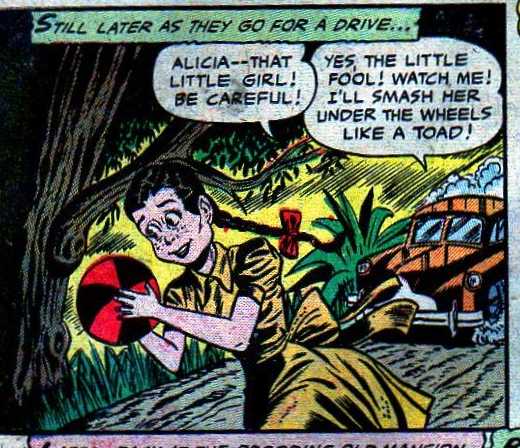 STILL LATER AS THEY GO FOR A DRIVE...
ALICIA--THAT
LITTLE GIRL!
BE CAREFUL!
YES, THE LITTLE
FOOL! WATCH ME!
I'LL SMASH HER
UNDER THE WHEELS
LIKE A TOAD!